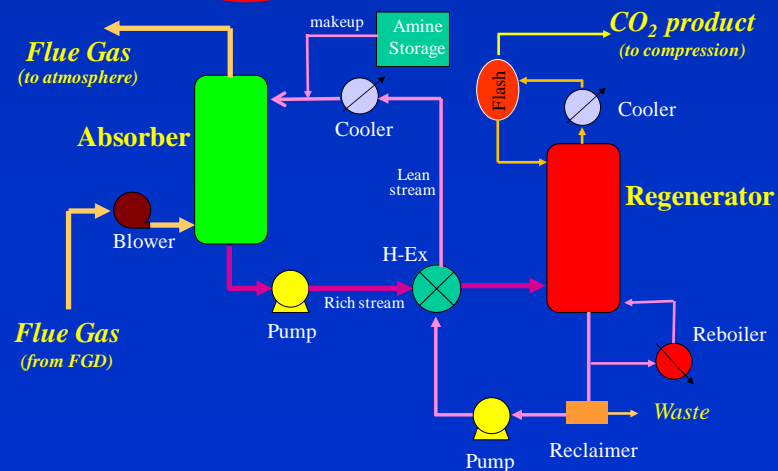 makeup
Amine
Storage
CO2 product
(to compression)
Flue Gas
(to atmosphere)
Flash
Cooler
Cooler
Absorber
Lean
stream
Regenerator
Blower
H-Ex
Rich stream
Pump
Flue Gas
(from FGD)
Reboiler
Waste
Reclaimer
Pump